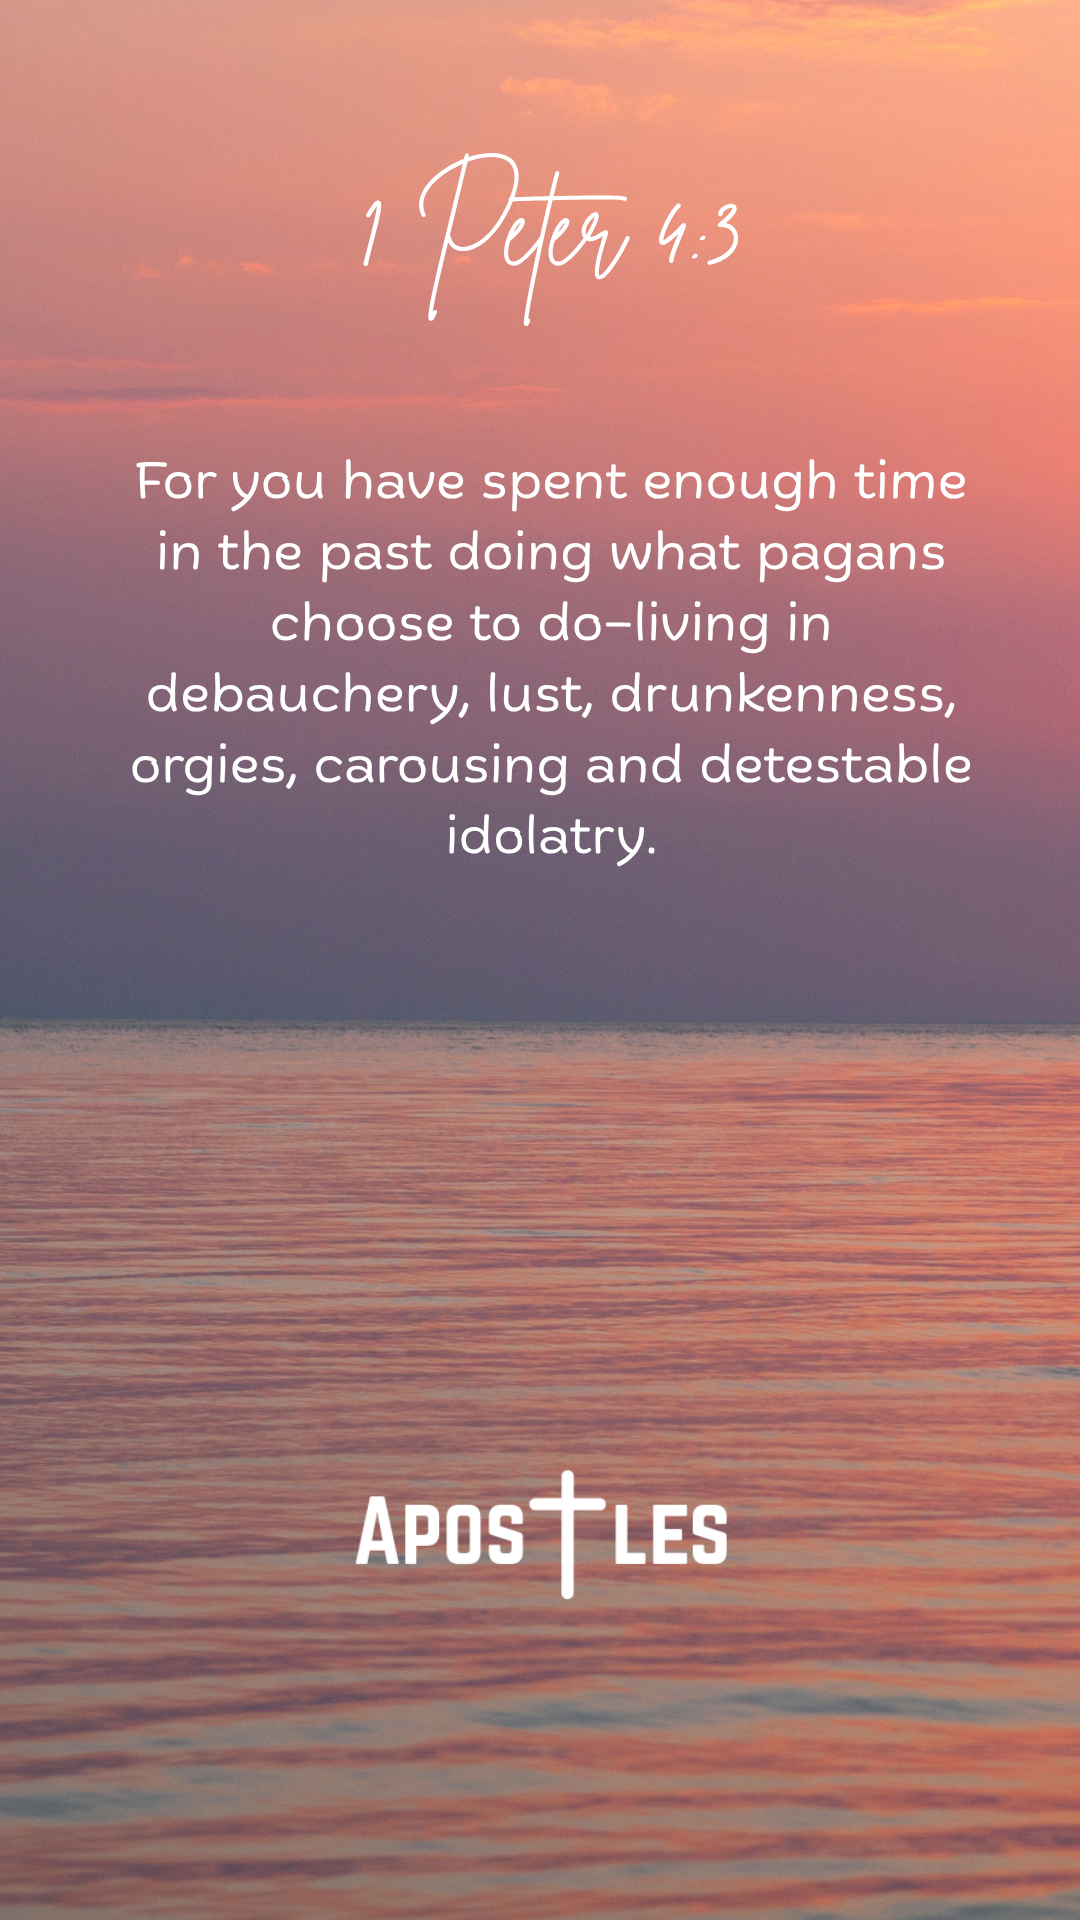 1 Peter 4:3
For you have spent enough time
in the past doing what pagans
choose to do–living in
debauchery, lust, drunkenness,
orgies, carousing and detestable
idolatry.
APOSTLES